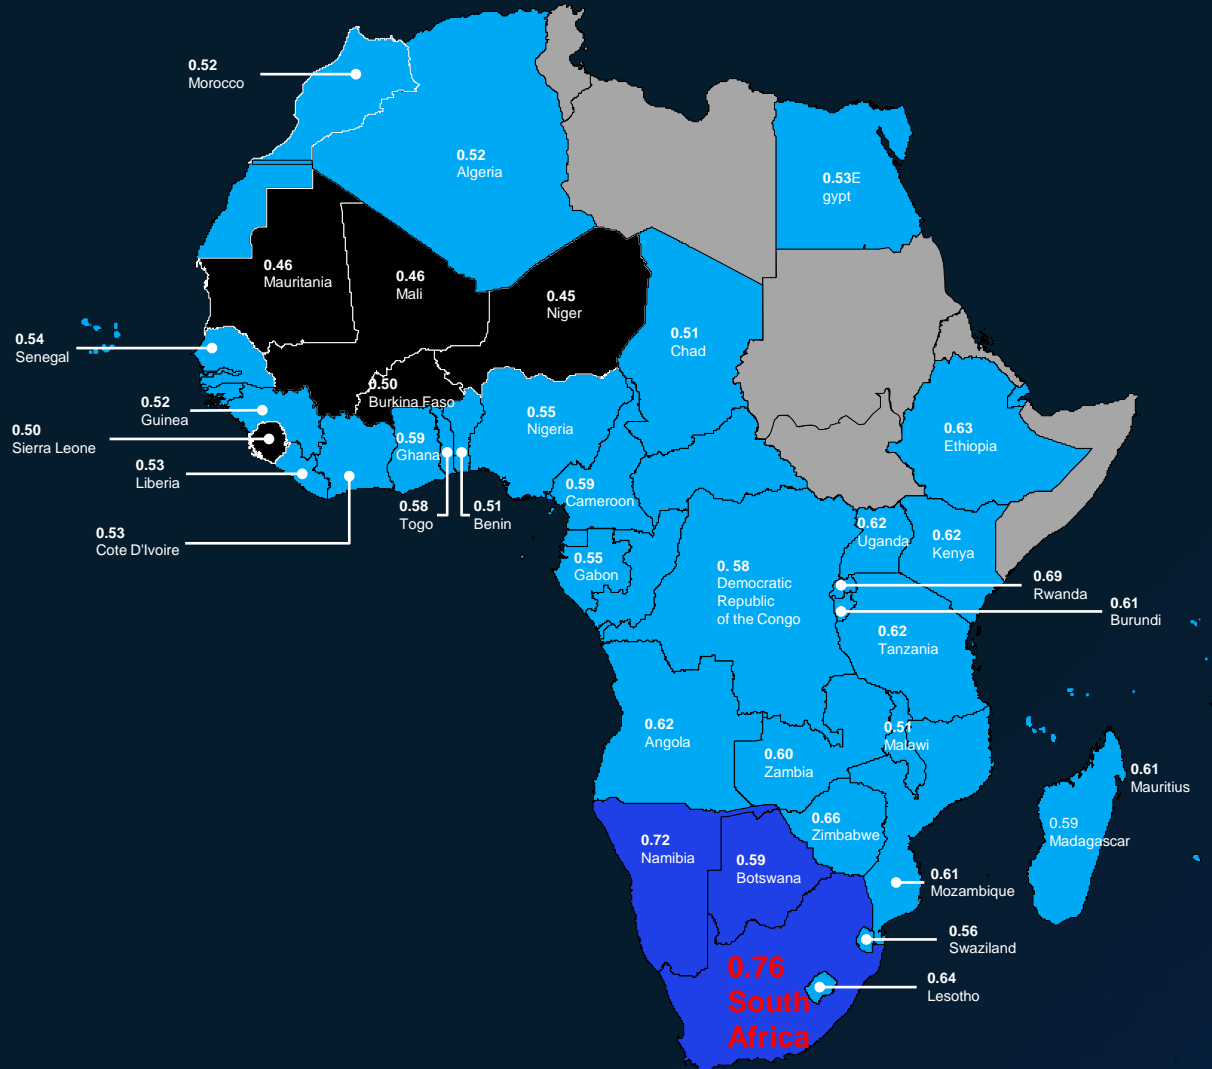 0.52
Morocco
0.52
Algeria
0.53E
gypt
0.46
Mauritania
0.46
Mali
0.45
Niger
0.51
Chad
0.54
Senegal
0.50
Burkina Faso
0.52
Guinea
0.50
Sierra Leone
0.53
Liberia
0.53
Cote D'Ivoire
0.59
Ghana
0.58
Togo
0.51
Benin
0.55
Nigeria
0.59
Cameroon
0.63
Ethiopia
0.55
Gabon
0. 58
Democratic
Republic
of the Congo
0.62
Uganda
0.62
Kenya
0.69
Rwanda
0.61
Burundi
0.62
Tanzania
0.62
Angola
0.60
Zambia
0.51
Malawi
0.61
Mauritius
0.59
Madagascar
0.66
Zimbabwe
0.72
Namibia
0.59
Botswana
0.61
Mozambique
0.56
Swaziland
0.64
Lesotho
0.76
South
Africa